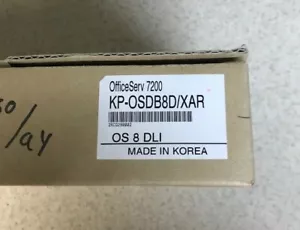 OfficeServ 7200
KP-OSDB8D/XAR
OS 8 DLI
MADE IN KOREA